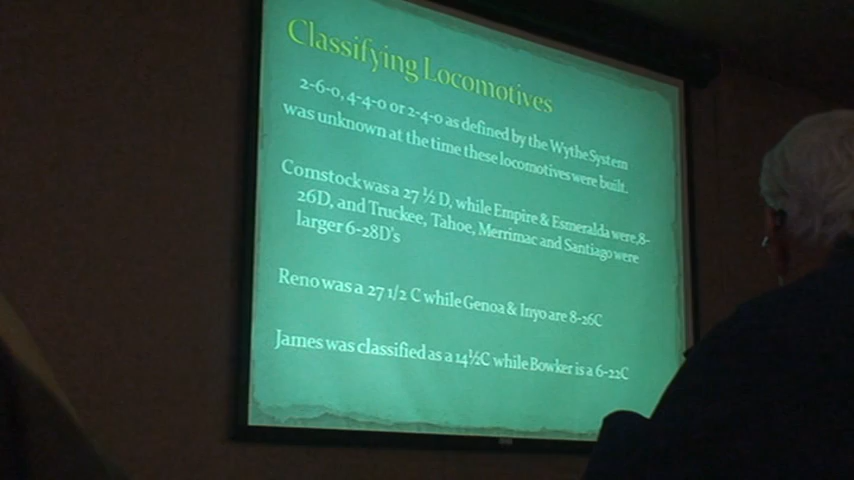 Classifying Locomotives
2-6-0, 4-4-0 or 2-4-0 as defined by the Wythe System
was unknown at the time these locomotives were built.
Comstock was a 27 ½ D, while Empire & Esmeralda were,8-
26D, and Truckee, Tahoe, Merrimac and Santiago were
larger 6-28D's
Reno was a 27 1/2 C while Genoa & Inyo are 8-26C
James was classified as a 14½C while Bowker is a 6-22C